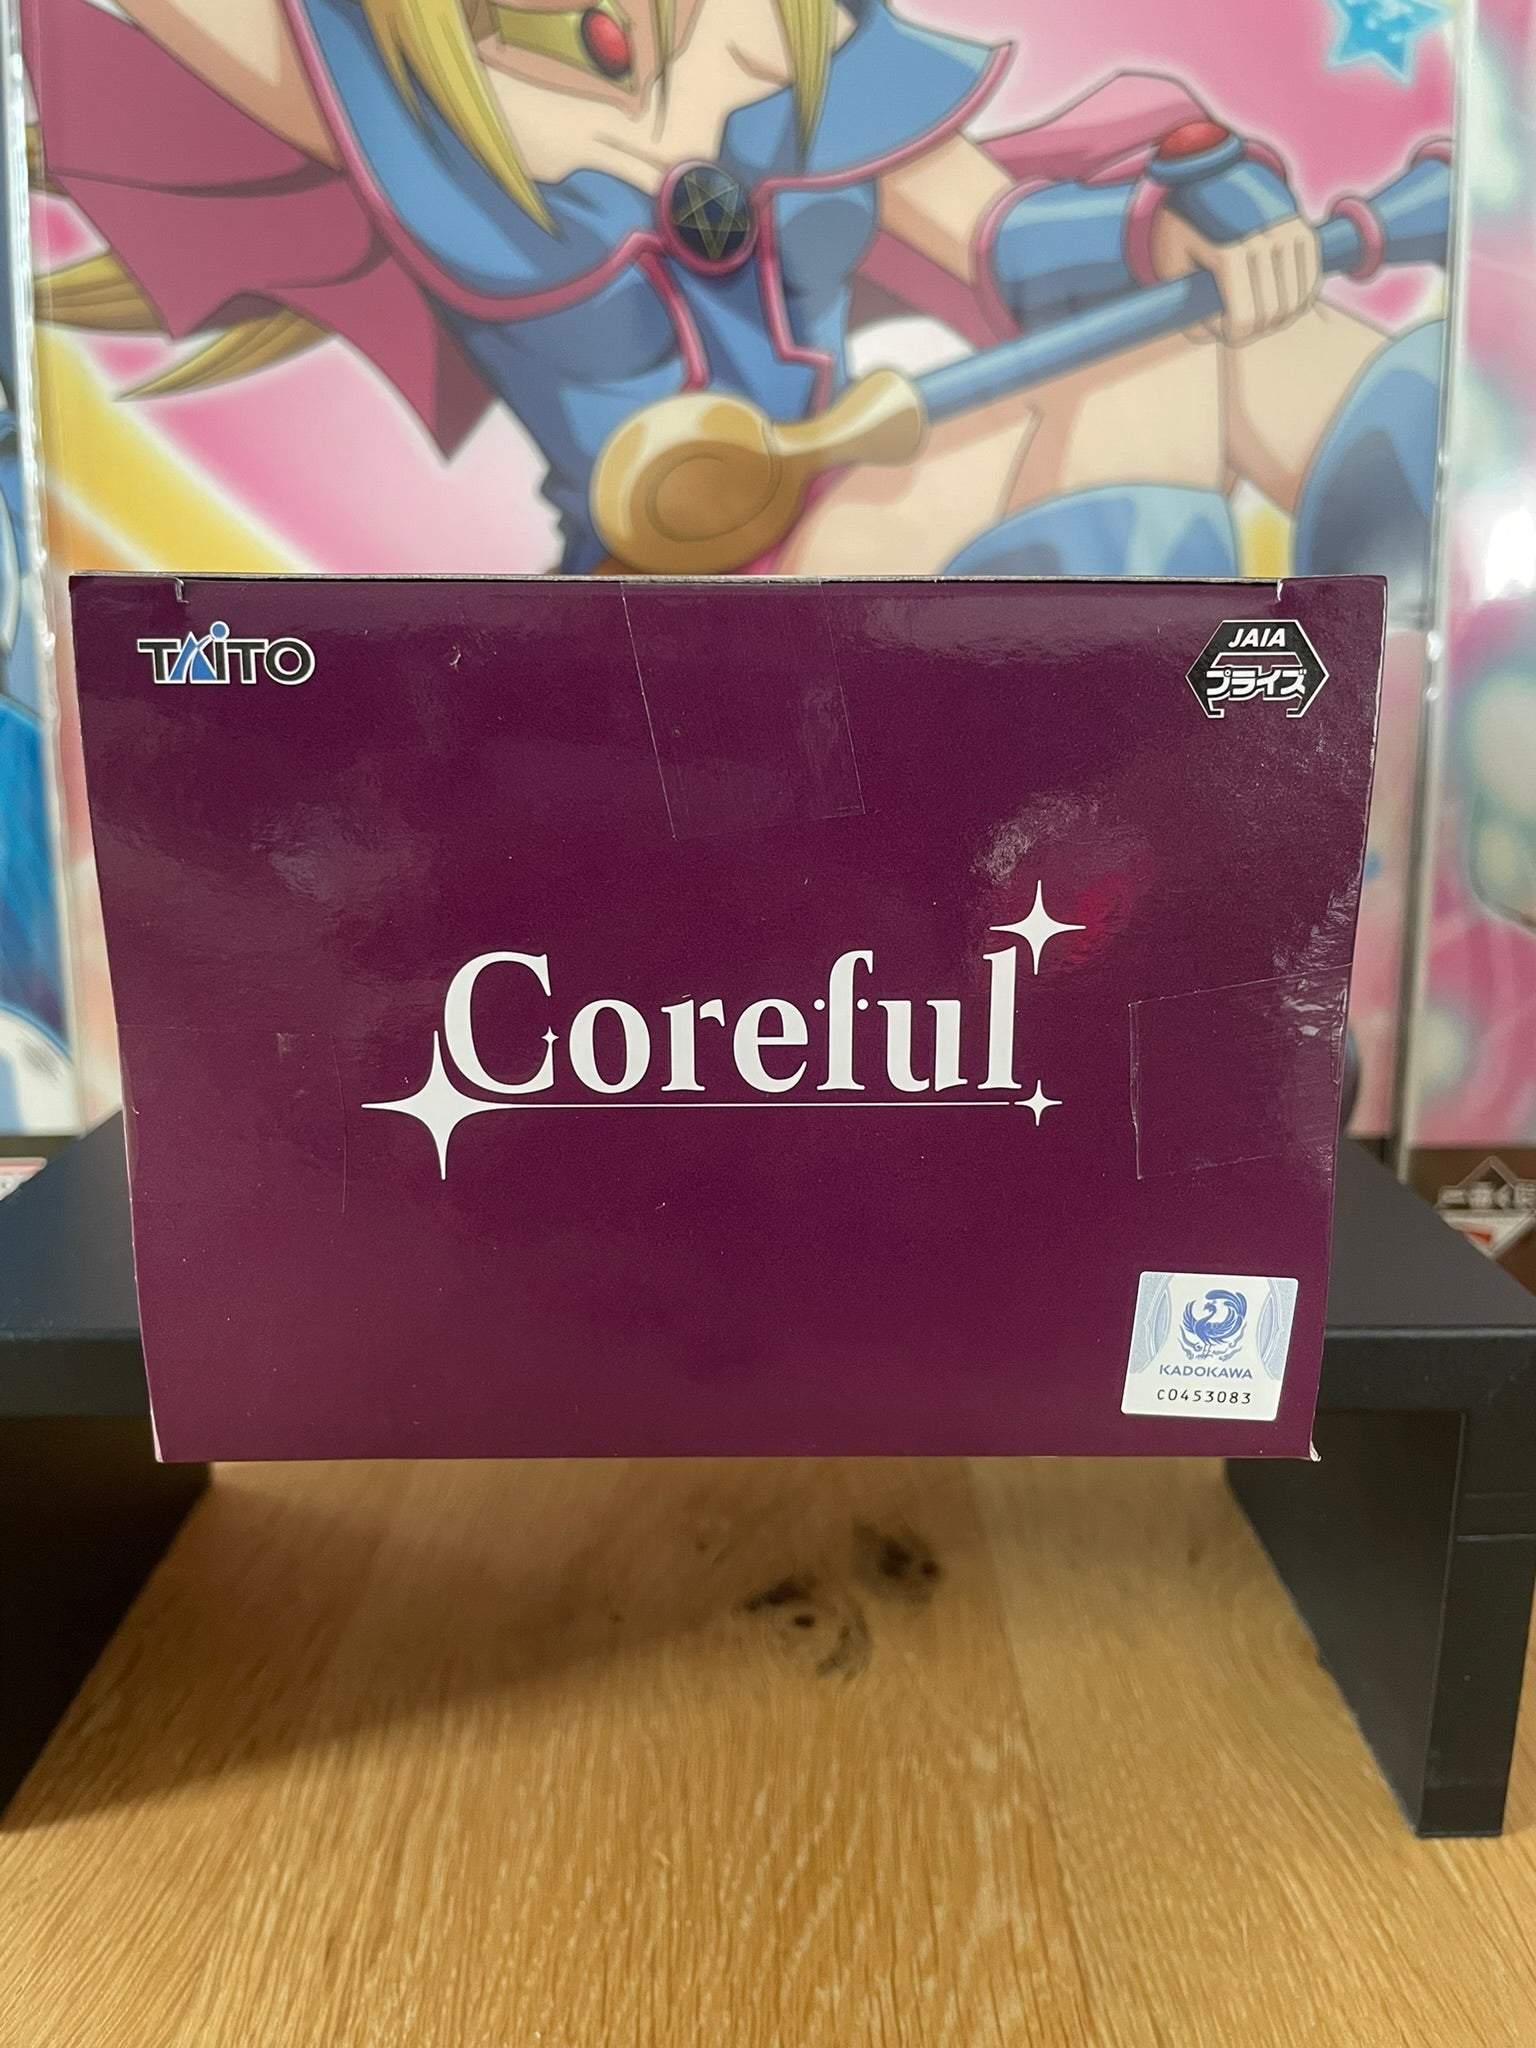 TAiTO
JAIA
プライズ
Coreful
KADOKAWA
C0453083